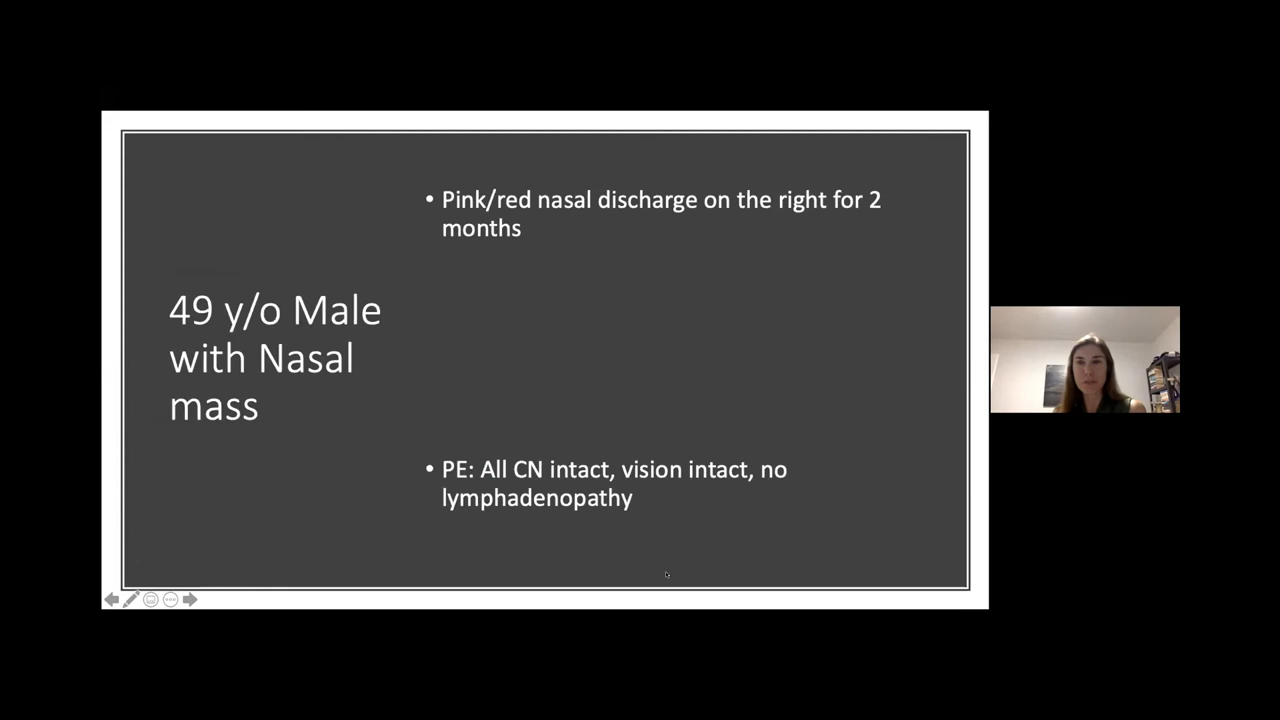 49 y/o Male
with Nasal
mass
• Pink/red nasal discharge on the right for 2
months
• PE: All CN intact, vision intact, no
lymphadenopathy